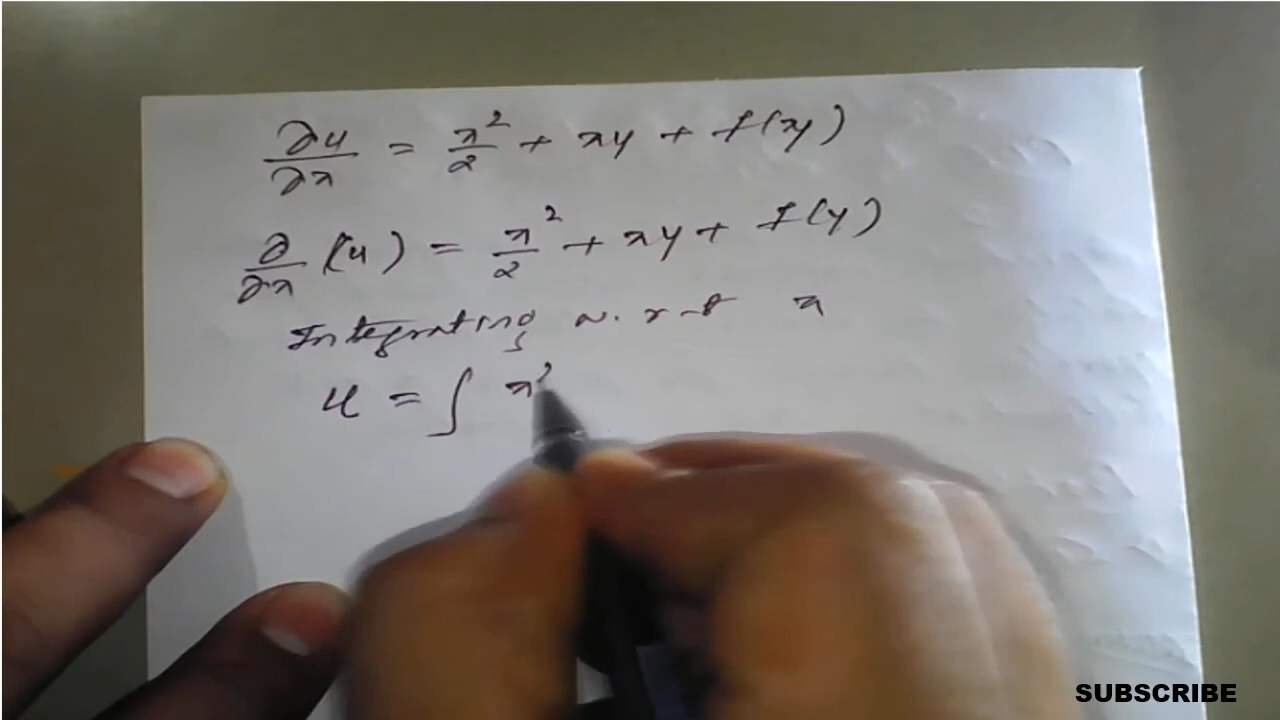 ∂u/∂x = x²/2 + xy + f(y)
∂/∂x (u) = x²/2 + xy + f(y)
Integrating w.r.t x
u = ∫ x²
SUBSCRIBE